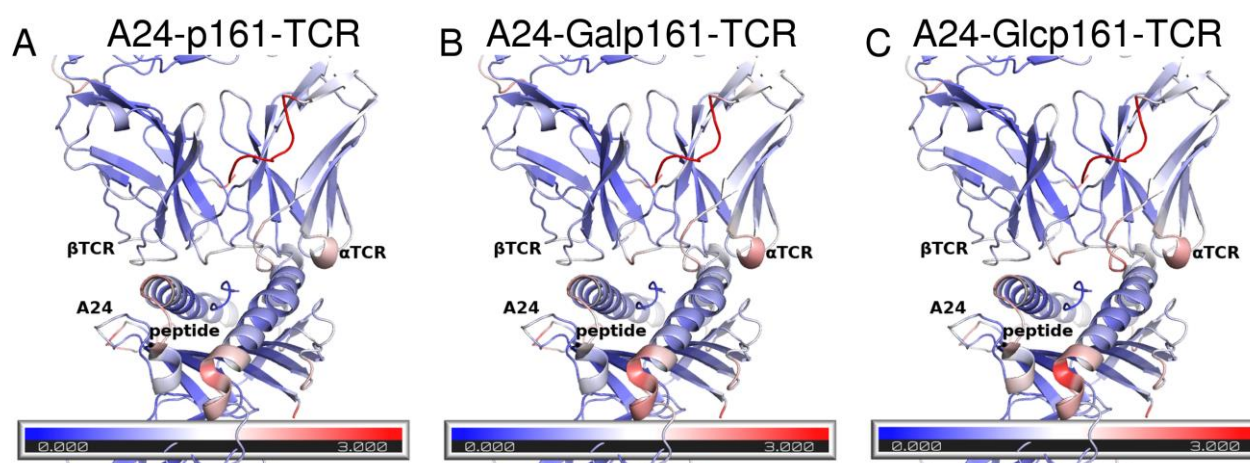 A A24-p161-TCR
B A24-Galp161-TCR
C A24-Glcp161-TCR
βTCR αTCR
A24
peptide
0.000 3.000
βTCR αTCR
A24
peptide
0.000 3.000
βTCR αTCR
A24
peptide
0.000 3.000